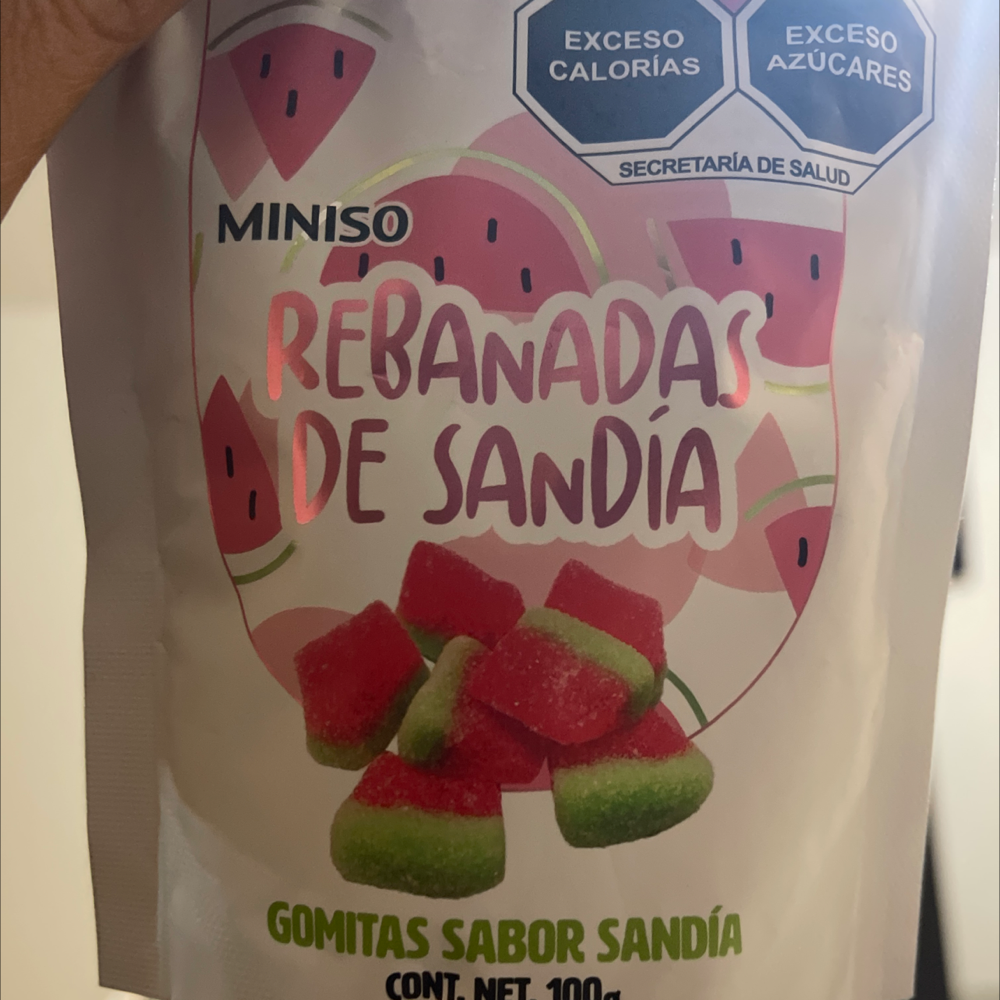 EXCESO
CALORÍAS
EXCESO
AZÚCARES
SECRETARÍA DE SALUD
MINISO
REBANADAS
DE SANDÍA
GOMITAS SABOR SANDÍA
CONT. NET. 100g